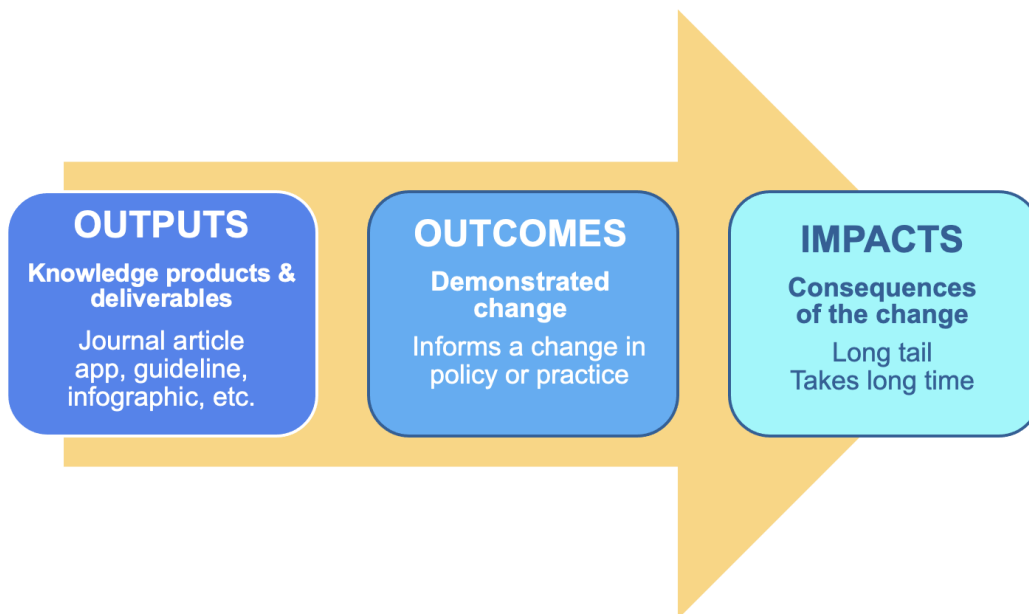 OUTPUTS
Knowledge products &
deliverables
Journal article
app, guideline,
infographic, etc.
OUTCOMES
Demonstrated
change
Informs a change in
policy or practice
IMPACTS
Consequences
of the change
Long tail
Takes long time